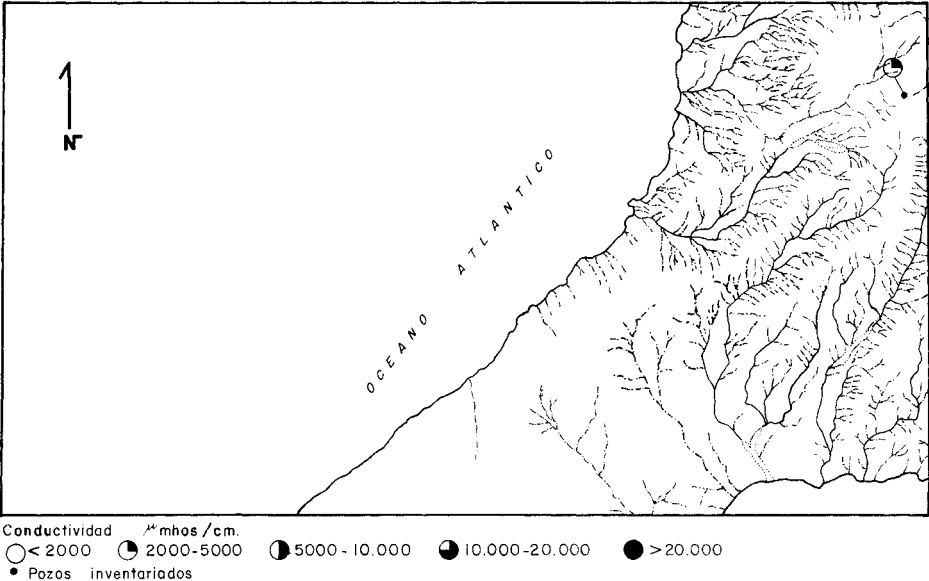 N
OCEANO ATLANTICO
Conductividad μmhos/cm.
< 2000 2000-5000 5000-10.000 10.000-20.000 > 20.000
Pozos inventariados